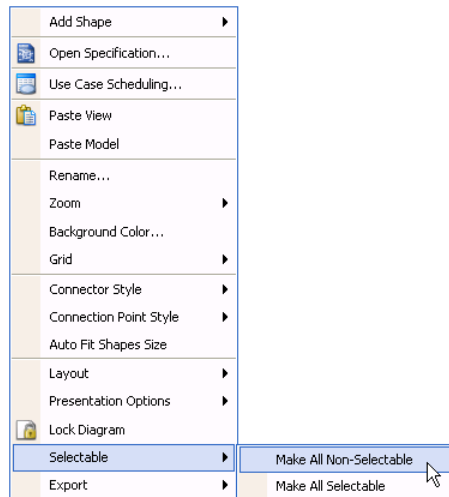 Add Shape
Open Specification...
Use Case Scheduling...
Paste View
Paste Model
Rename...
Zoom
Background Color...
Grid
Connector Style
Connection Point Style
Auto Fit Shapes Size
Layout
Presentation Options
Lock Diagram
Selectable
Make All Non-Selectable
Export
Make All Selectable